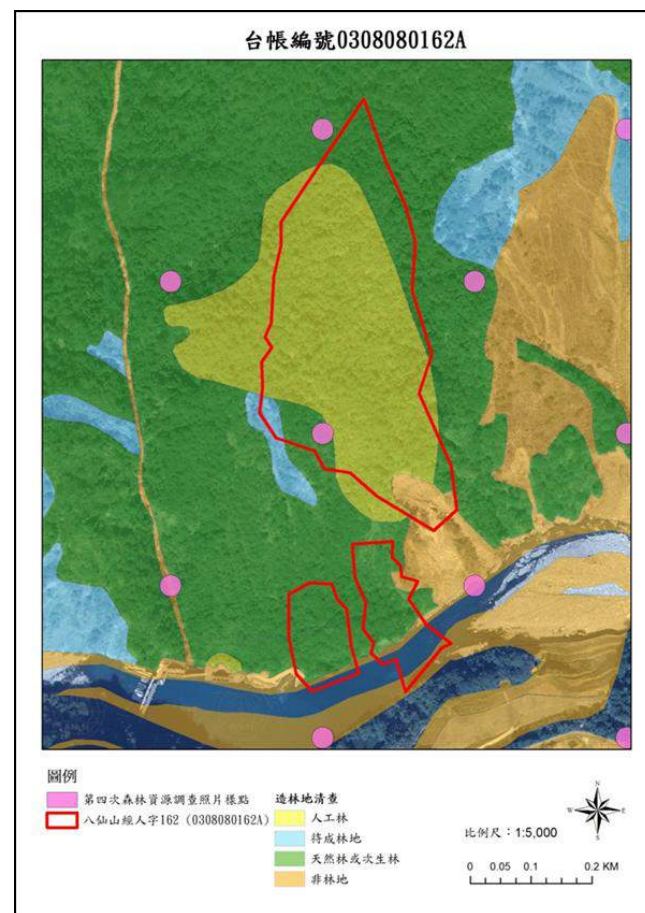 台帳編號0308080162A
圖例
第四次森林資源調查照片樣點
八仙山經人字162 (0308080162A)
造林地清查
人工林
待成林地
天然林或次生林
非林地
N
W E
S
比例尺：1:5,000
0 0.05 0.1 0.2 KM